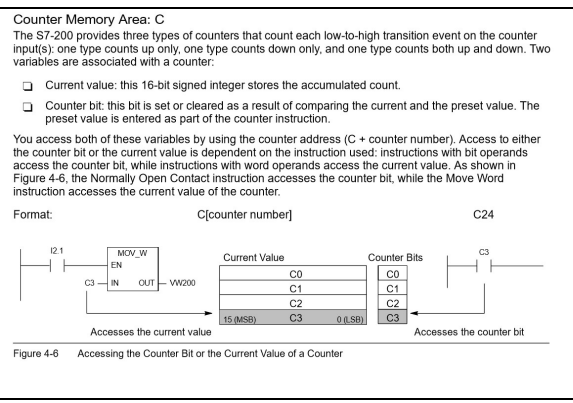 Counter Memory Area: C
The S7-200 provides three types of counters that count each low-to-high transition event on the counter
input(s): one type counts up only, one type counts down only, and one type counts both up and down. Two
variables are associated with a counter:
Current value: this 16-bit signed integer stores the accumulated count.
Counter bit: this bit is set or cleared as a result of comparing the current and the preset value. The
preset value is entered as part of the counter instruction.
You access both of these variables by using the counter address (C + counter number). Access to either
the counter bit or the current value is dependent on the instruction used: instructions with bit operands
access the counter bit, while instructions with word operands access the current value. As shown in
Figure 4-6, the Normally Open Contact instruction accesses the counter bit, while the Move Word
instruction accesses the current value of the counter.
Format: C[counter number] C24
I2.1 MOV_W Current Value Counter Bits C3
EN
C0 C0
C3 IN OUT VW200
C1 C1
C2 C2
15 (MSB) C3 0 (LSB) C3
Accesses the current value Accesses the counter bit
Figure 4-6 Accessing the Counter Bit or the Current Value of a Counter